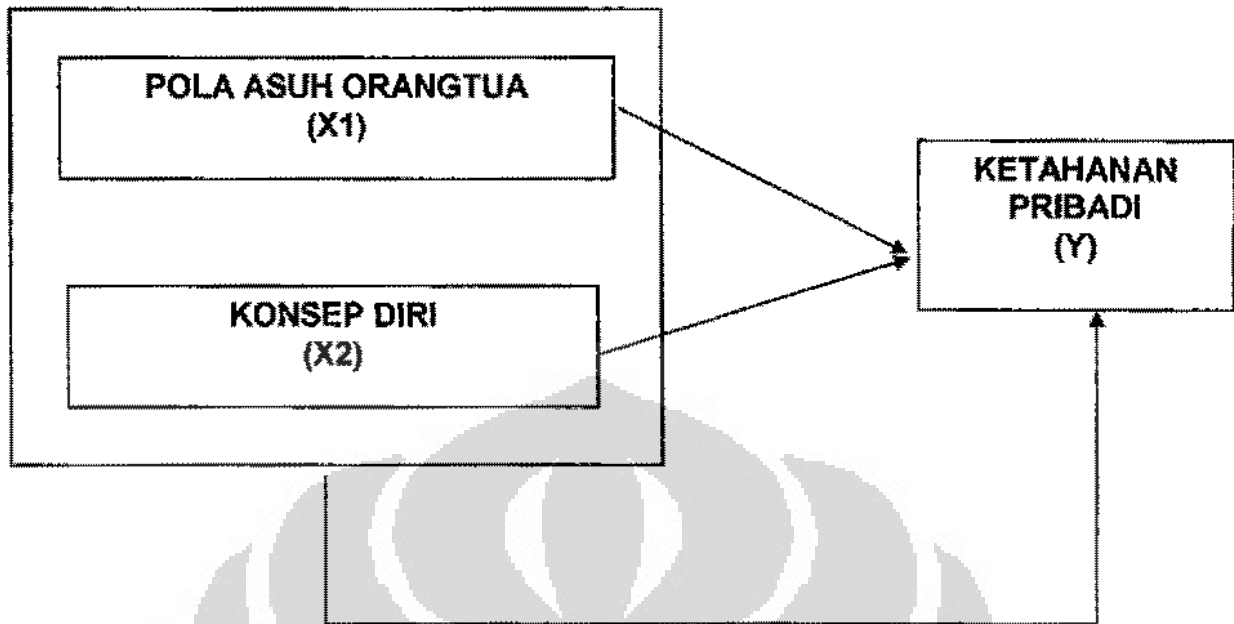 POLA ASUH ORANGTUA
(X1)
KETAHANAN
PRIBADI
(Y)
KONSEP DIRI
(X2)